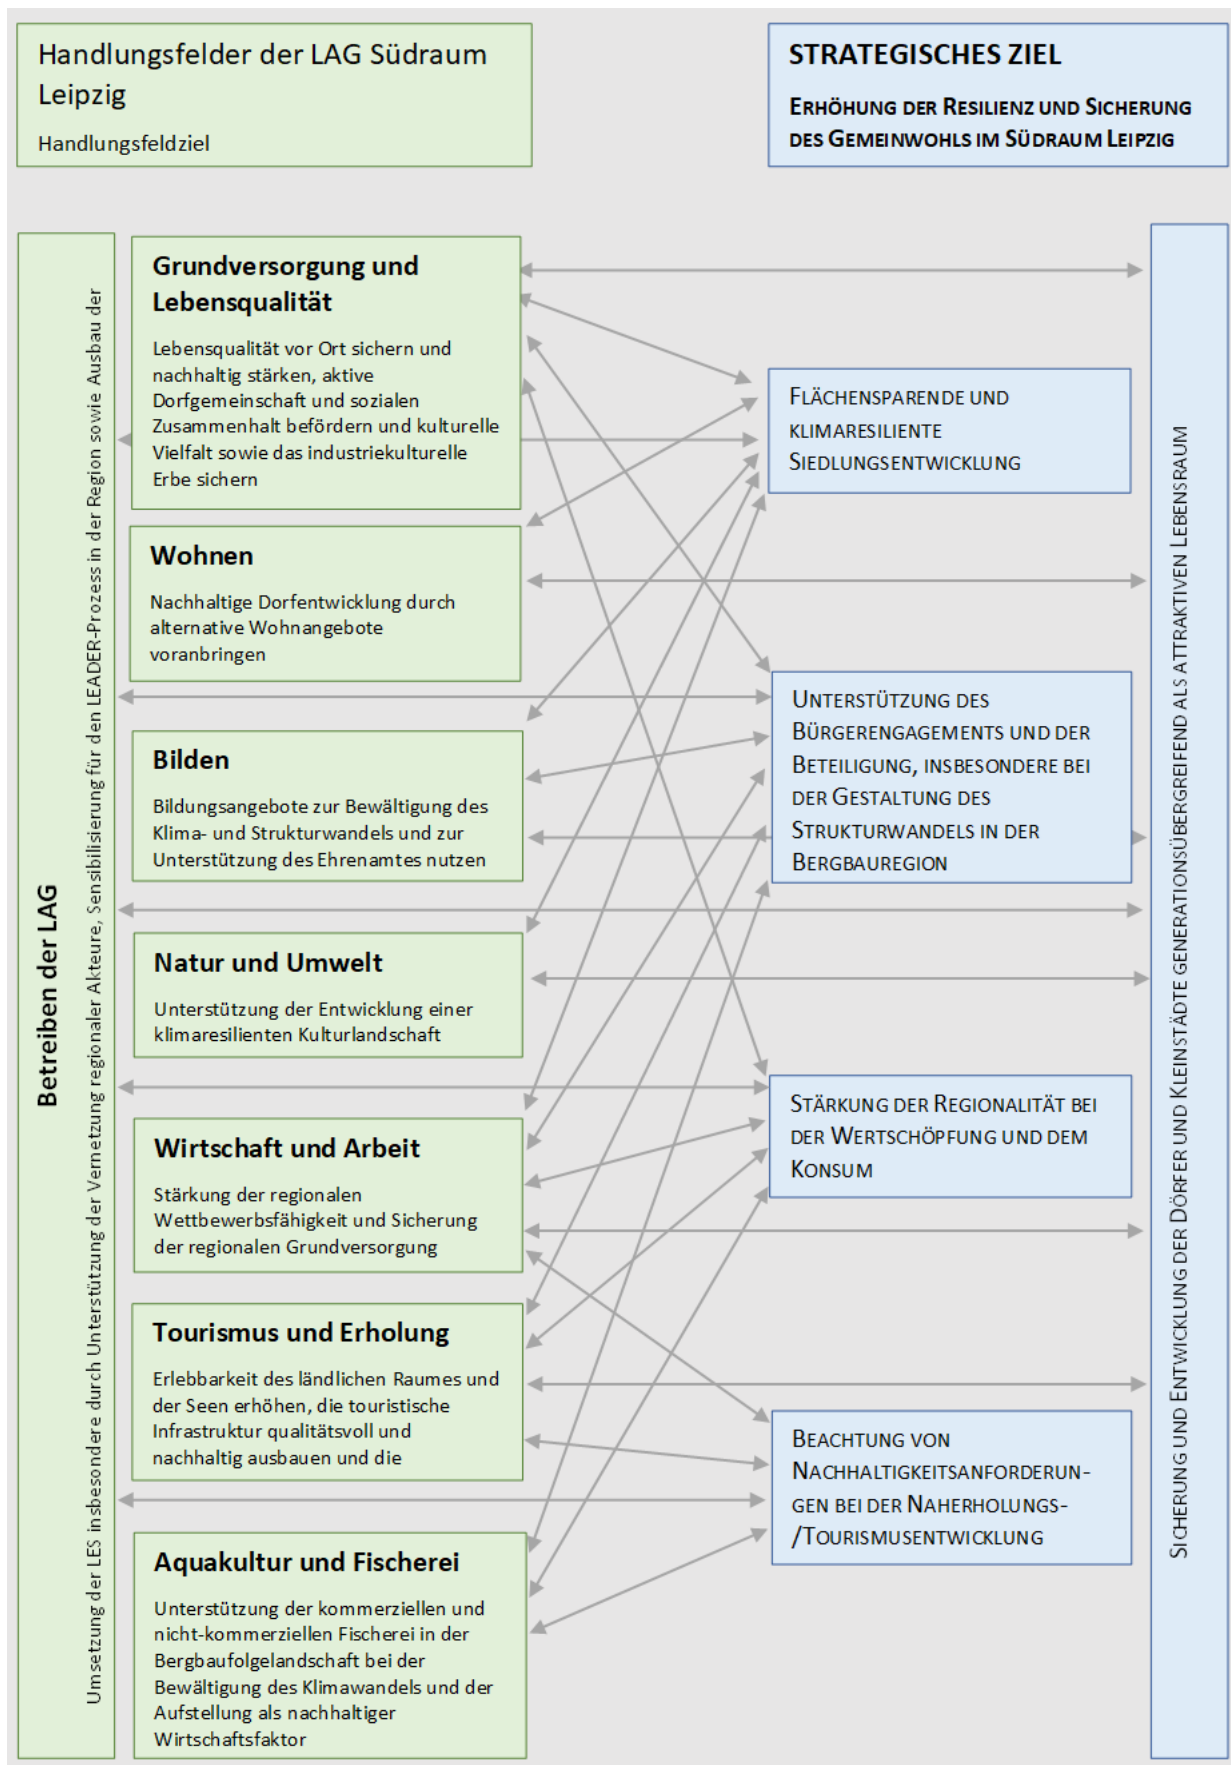 Handlungsfelder der LAG Südraum
Leipzig
Handlungsfeldziel
STRATEGISCHES ZIEL
ERHÖHUNG DER RESILIENZ UND SICHERUNG
DES GEMEINWOHLS IM SÜDRAUM LEIPZIG
Betreiben der LAG
Umsetzung der LES insbesondere durch Unterstützung der Vernetzung regionaler Akteure, Sensibilisierung für den LEADER-Prozess in der Region sowie Ausbau der
Grundversorgung und
Lebensqualität
Lebensqualität vor Ort sichern und
nachhaltig stärken, aktive
Dorfgemeinschaft und sozialen
Zusammenhalt befördern und kulturelle
Vielfalt sowie das industriekulturelle
Erbe sichern
Wohnen
Nachhaltige Dorfentwicklung durch
alternative Wohnangebote
voranbringen
Bilden
Bildungsangebote zur Bewältigung des
Klima- und Strukturwandels und zur
Unterstützung des Ehrenamtes nutzen
Natur und Umwelt
Unterstützung der Entwicklung einer
klimaresilienten Kulturlandschaft
Wirtschaft und Arbeit
Stärkung der regionalen
Wettbewerbsfähigkeit und Sicherung
der regionalen Grundversorgung
Tourismus und Erholung
Erlebbarkeit des ländlichen Raumes und
der Seen erhöhen, die touristische
Infrastruktur qualitätsvoll und
nachhaltig ausbauen und die
Aquakultur und Fischerei
Unterstützung der kommerziellen und
nicht-kommerziellen Fischerei in der
Bergbaufolgelandschaft bei der
Bewältigung des Klimawandels und der
Aufstellung als nachhaltiger
Wirtschaftsfaktor
FLÄCHENSPARENDE UND
KLIMARESILIENTE
SIEDLUNGSENTWICKLUNG
UNTERSTÜTZUNG DES
BÜRGERENGAGEMENTS UND DER
BETEILIGUNG, INSBESONDERE BEI
DER GESTALTUNG DES
STRUKTURWANDELS IN DER
BERGBAUREGION
STÄRKUNG DER REGIONALITÄT BEI
DER WERTSCHÖPFUNG UND DEM
KONSUM
BEACHTUNG VON
NACHHALTIGKEITSANFORDERUN-
GEN BEI DER NAHERHOLUNGS-
/TOURISMUSENTWICKLUNG
SICHERUNG UND ENTWICKLUNG DER DÖRFER UND KLEINSTÄDTE GENERATIONSÜBERGREIFEND ALS ATTRAKTIVEN LEBENSRAUM